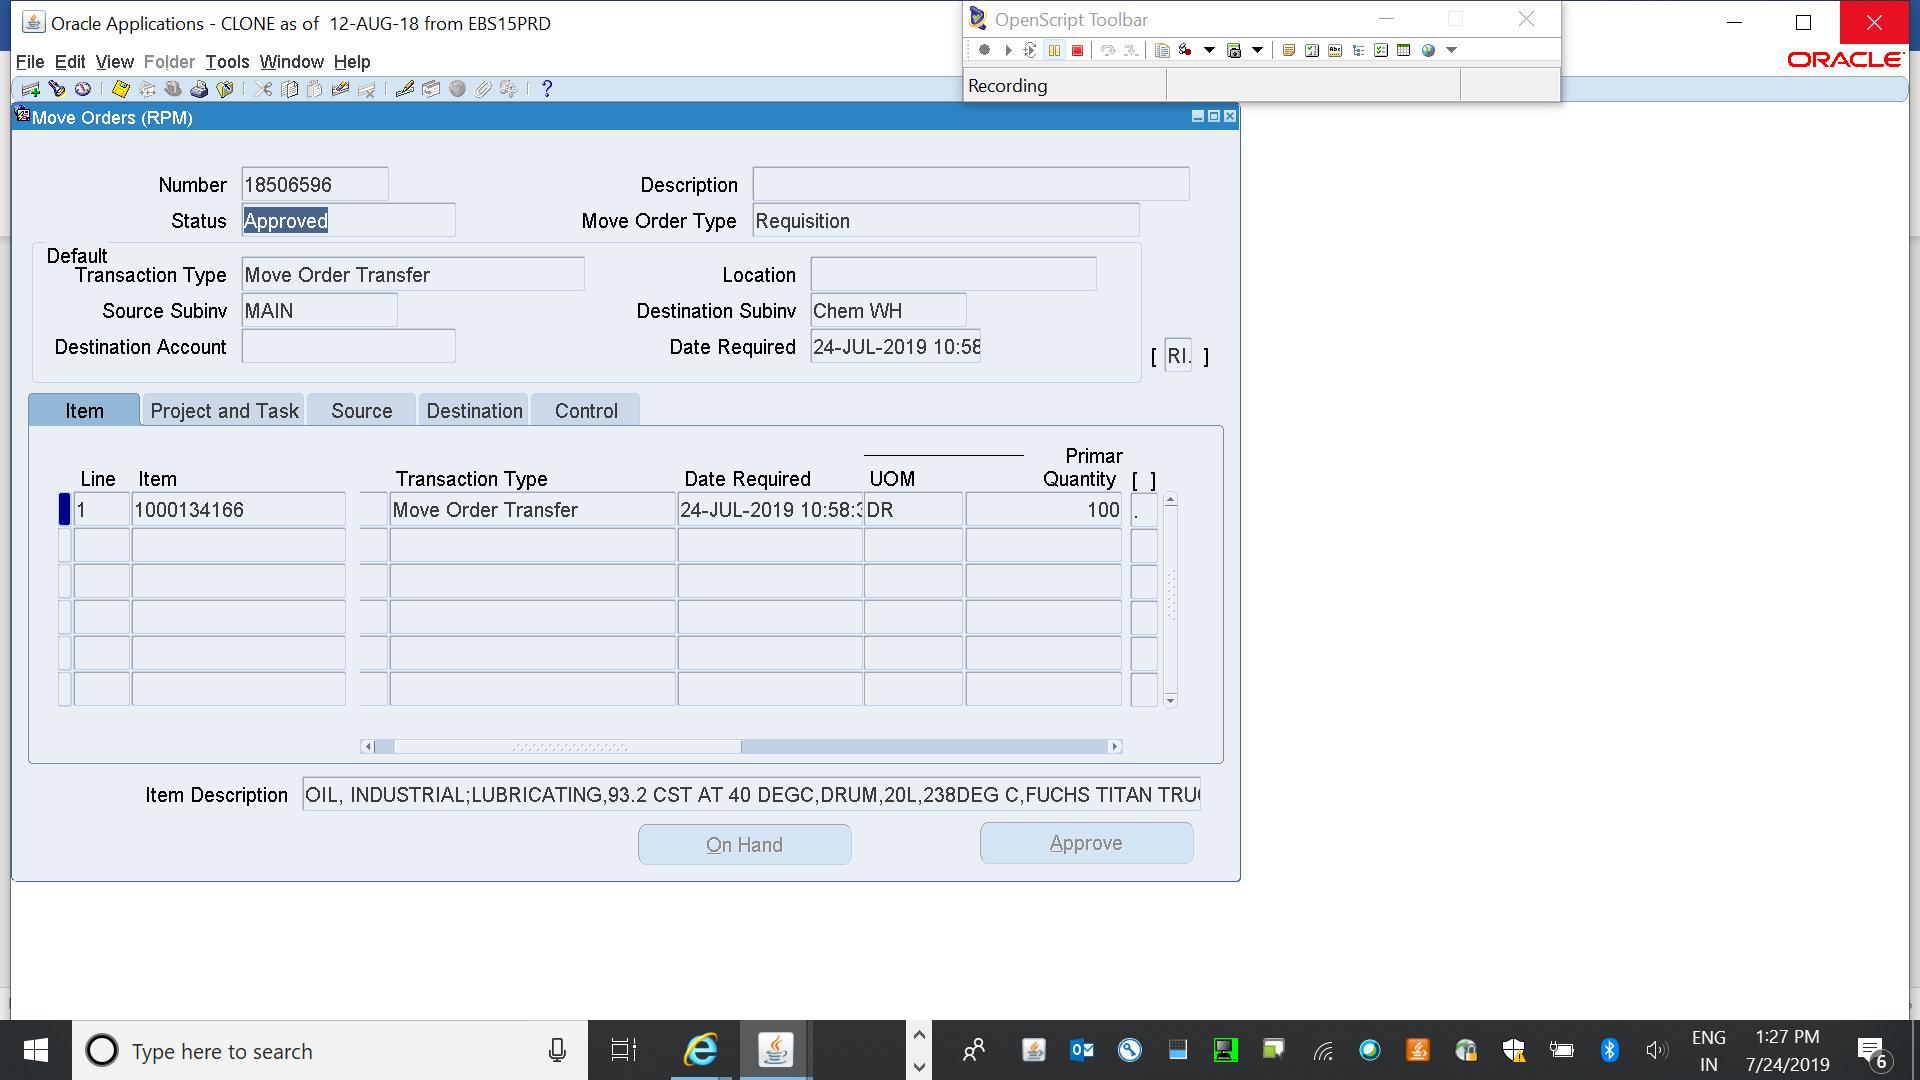 Oracle Applications - CLONE as of 12-AUG-18 from EBS15PRD
OpenScript Toolbar
File Edit View Folder Tools Window Help
ORACLE
Recording
Move Orders (RPM)
Number 18506596 Description
Status Approved Move Order Type Requisition
Default
Transaction Type Move Order Transfer Location
Source Subinv MAIN Destination Subinv Chem WH
Destination Account Date Required 24-JUL-2019 10:58
[ RI. ]
Item Project and Task Source Destination Control
Primar
Line Item Transaction Type Date Required UOM Quantity [ ]
1 1000134166 Move Order Transfer 24-JUL-2019 10:58:3 DR 100 .
Item Description OIL, INDUSTRIAL;LUBRICATING,93.2 CST AT 40 DEGC,DRUM,20L,238DEG C,FUCHS TITAN TRU
On Hand Approve
Type here to search
ENG 1:27 PM
IN 7/24/2019 6